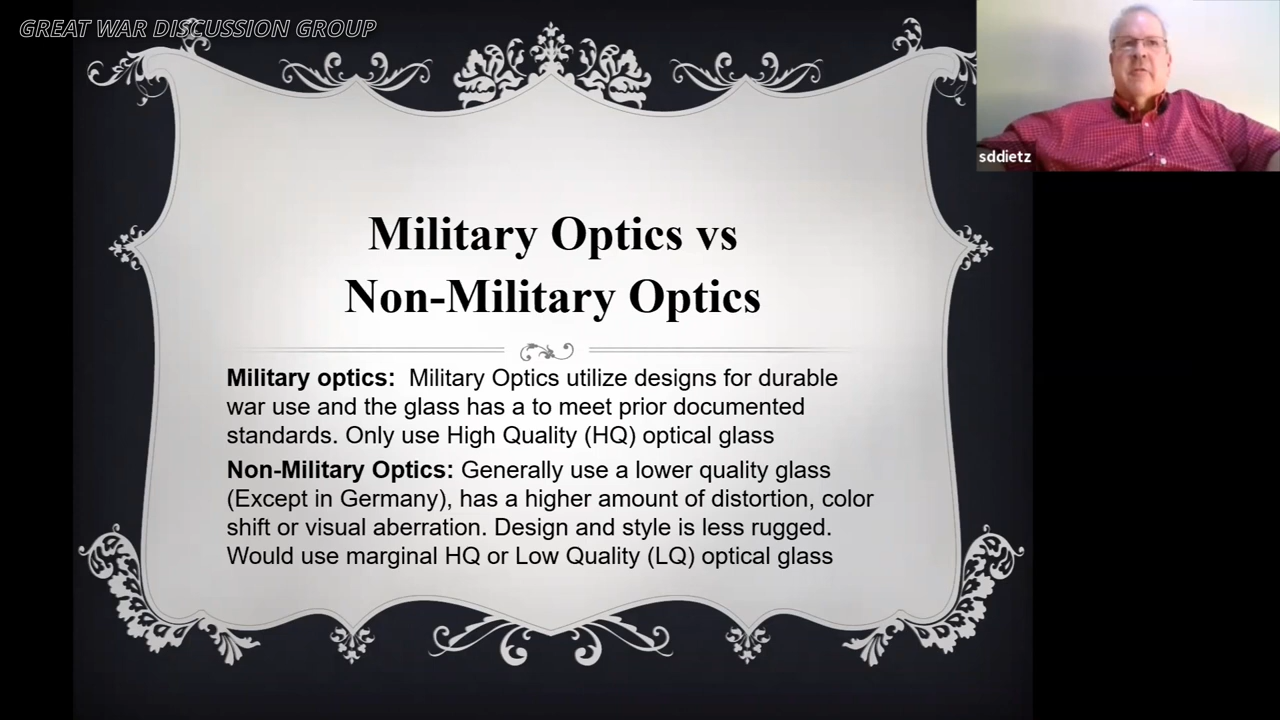 GREAT WAR DISCUSSION GROUP
sddietz
Military Optics vs
Non-Military Optics
Military optics:  Military Optics utilize designs for durable
war use and the glass has a to meet prior documented
standards. Only use High Quality (HQ) optical glass
Non-Military Optics: Generally use a lower quality glass
(Except in Germany), has a higher amount of distortion, color
shift or visual aberration. Design and style is less rugged.
Would use marginal HQ or Low Quality (LQ) optical glass